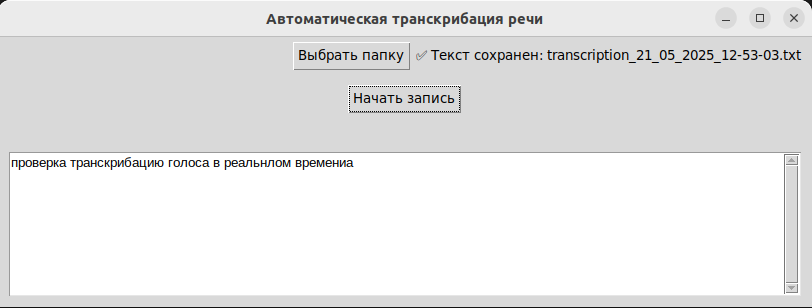 Автоматическая транскрибация речи
Выбрать папку ✅ Текст сохранен: transcription_21_05_2025_12-53-03.txt
Начать запись
проверка транскрибацию голоса в реальнлом времениа